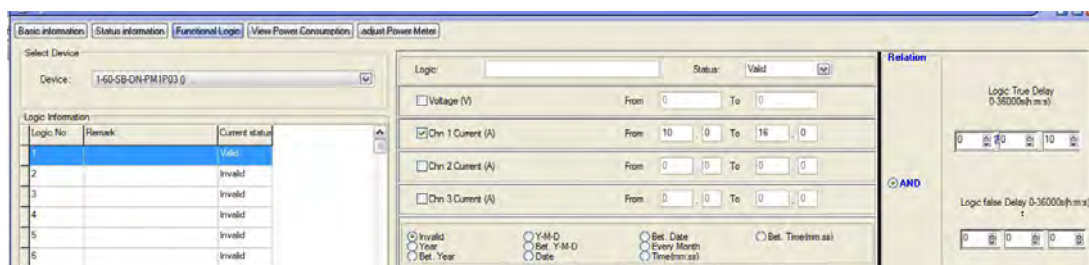 Basic information Status information Functional Logic View Power Consumption adjust Power Meter
Select Device
Device: 1-60-SB-DN-PM1P03 ()
Logic Information
Logic No Remark Current status
1 Valid
2 Invalid
3 Invalid
4 Invalid
5 Invalid
6 Invalid
Logic: Status: Valid
Voltage (V) From 0 To 0
Chn 1 Current (A) From 10 . 0 To 16 . 0
Chn 2 Current (A) From 0 . 0 To 0 . 0
Chn 3 Current (A) From 0 . 0 To 0 . 0
Invalid Y-M-D Bet. Date Bet. Time(mm:ss)
Year Bet. Y-M-D Every Month
Bet. Year Date Time(mm:ss)
Relation
AND
Logic True Delay
0-36000s(h:m:s)
0 0 10
Logic false Delay 0-36000s(h:m:s)
:
0 0 0